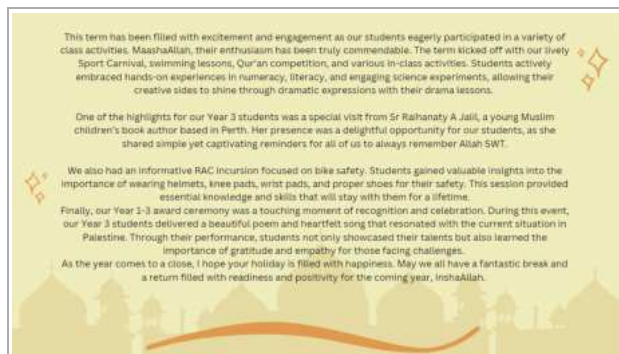 This term has been filled with excitement and engagement as our students eagerly participated in a variety of
class activities. MaashaAllah, their enthusiasm has been truly commendable. The term kicked off with our lively
Sport Carnival, swimming lessons, Qur'an competition, and various in-class activities. Students actively
embraced hands-on experiences in numeracy, literacy, and engaging science experiments, allowing their
creative sides to shine through dramatic expressions with their drama lessons.
One of the highlights for our Year 3 students was a special visit from Sr Raihanaty A Jalil, a young Muslim
children's book author based in Perth. Her presence was a delightful opportunity for our students, as she
shared simple yet captivating reminders for all of us to always remember Allah SWT.
We also had an informative RAC incursion focused on bike safety. Students gained valuable insights into the
importance of wearing helmets, knee pads, wrist pads, and proper shoes for their safety. This session provided
essential knowledge and skills that will stay with them for a lifetime.
Finally, our Year 1-3 award ceremony was a touching moment of recognition and celebration. During this event,
our Year 3 students delivered a beautiful poem and heartfelt song that resonated with the current situation in
Palestine. Through their performance, students not only showcased their talents but also learned the
importance of gratitude and empathy for those facing challenges.
As the year comes to a close, I hope your holiday is filled with happiness. May we all have a fantastic break and
a return filled with readiness and positivity for the coming year, InshaAllah.